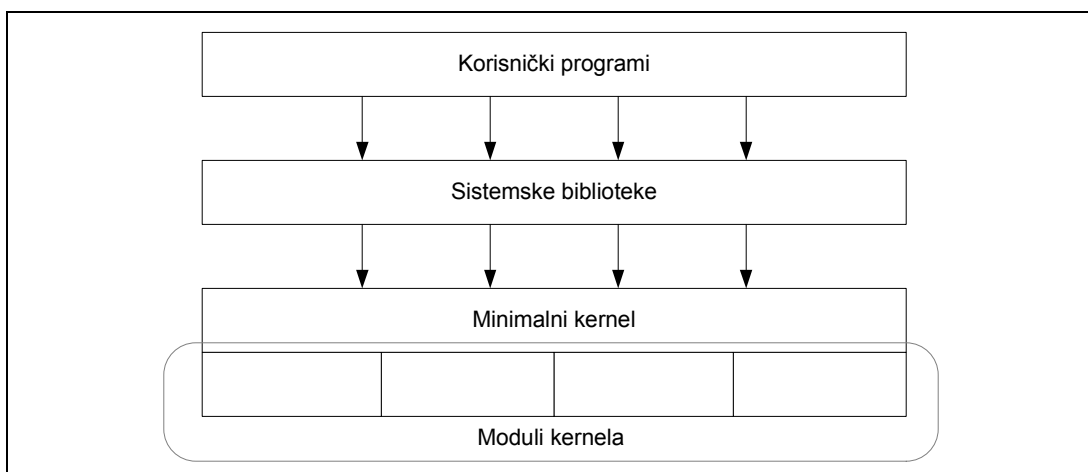 Korisnički programi
Sistemske biblioteke
Minimalni kernel
Moduli kernela